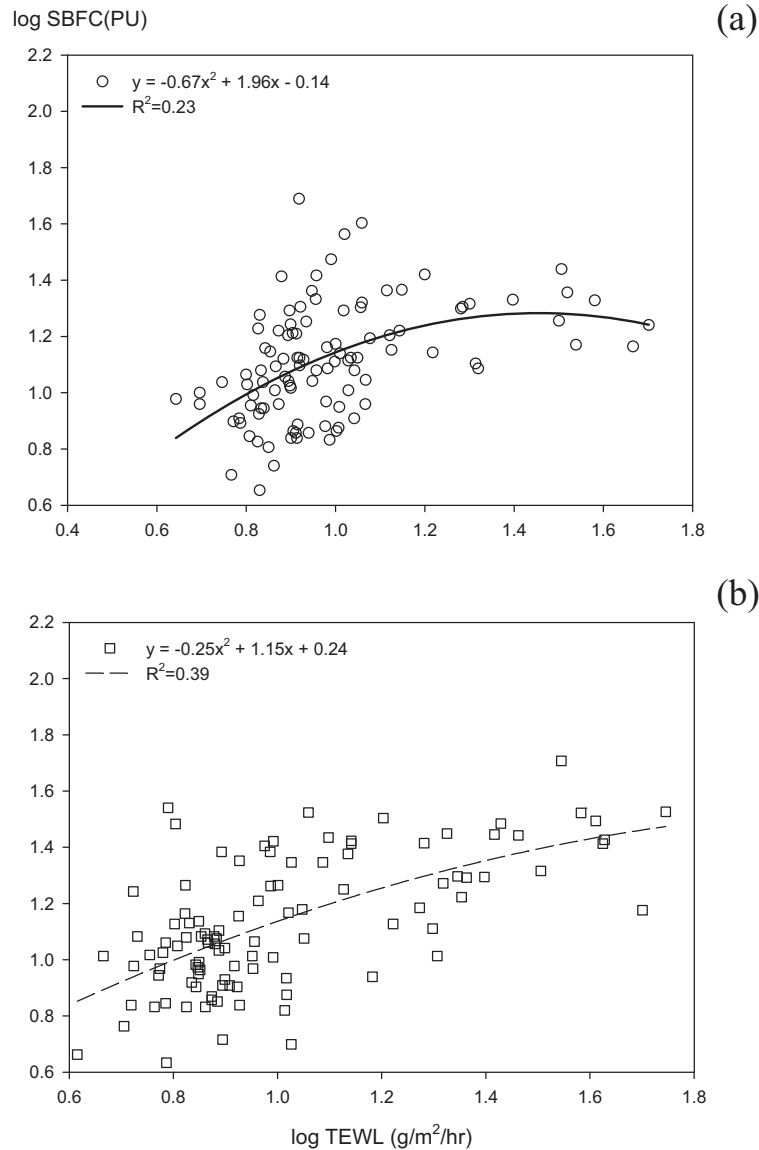 log SBFC(PU)
(a)
2.2
y = -0.67x² + 1.96x - 0.14
R²=0.23
2.0
1.8
1.6
1.4
1.2
1.0
0.8
0.6
0.4 0.6 0.8 1.0 1.2 1.4 1.6 1.8
(b)
2.2
y = -0.25x² + 1.15x + 0.24
R²=0.39
2.0
1.8
1.6
1.4
1.2
1.0
0.8
0.6
0.6 0.8 1.0 1.2 1.4 1.6 1.8
log TEWL (g/m²/hr)